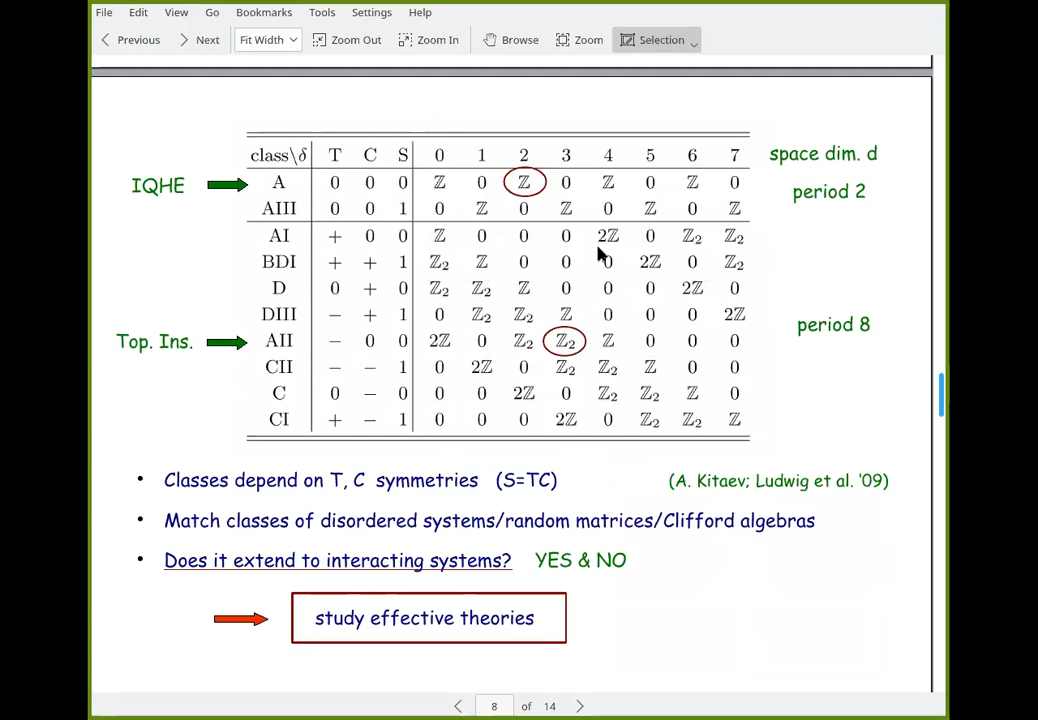 File Edit View Go Bookmarks Tools Settings Help
Previous Next Fit Width Zoom Out Zoom In Browse Zoom Selection
class\δ T C S 0 1 2 3 4 5 6 7 space dim. d
IQHE A 0 0 0 ℤ 0 ℤ 0 ℤ 0 ℤ 0 period 2
AIII 0 0 1 0 ℤ 0 ℤ 0 ℤ 0 ℤ
AI + 0 0 ℤ 0 0 0 2ℤ 0 ℤ₂ ℤ₂
BDI + + 1 ℤ₂ ℤ 0 0 0 2ℤ 0 ℤ₂
D 0 + 0 ℤ₂ ℤ₂ ℤ 0 0 0 2ℤ 0
DIII − + 1 0 ℤ₂ ℤ₂ ℤ 0 0 0 2ℤ period 8
Top. Ins. AII − 0 0 2ℤ 0 ℤ₂ ℤ₂ ℤ 0 0 0
CII − − 1 0 2ℤ 0 ℤ₂ ℤ₂ ℤ 0 0
C 0 − 0 0 0 2ℤ 0 ℤ₂ ℤ₂ ℤ 0
CI + − 1 0 0 0 2ℤ 0 ℤ₂ ℤ₂ ℤ
• Classes depend on T, C symmetries (S=TC) (A. Kitaev; Ludwig et al. '09)
• Match classes of disordered systems/random matrices/Clifford algebras
• Does it extend to interacting systems? YES & NO
study effective theories
8 of 14